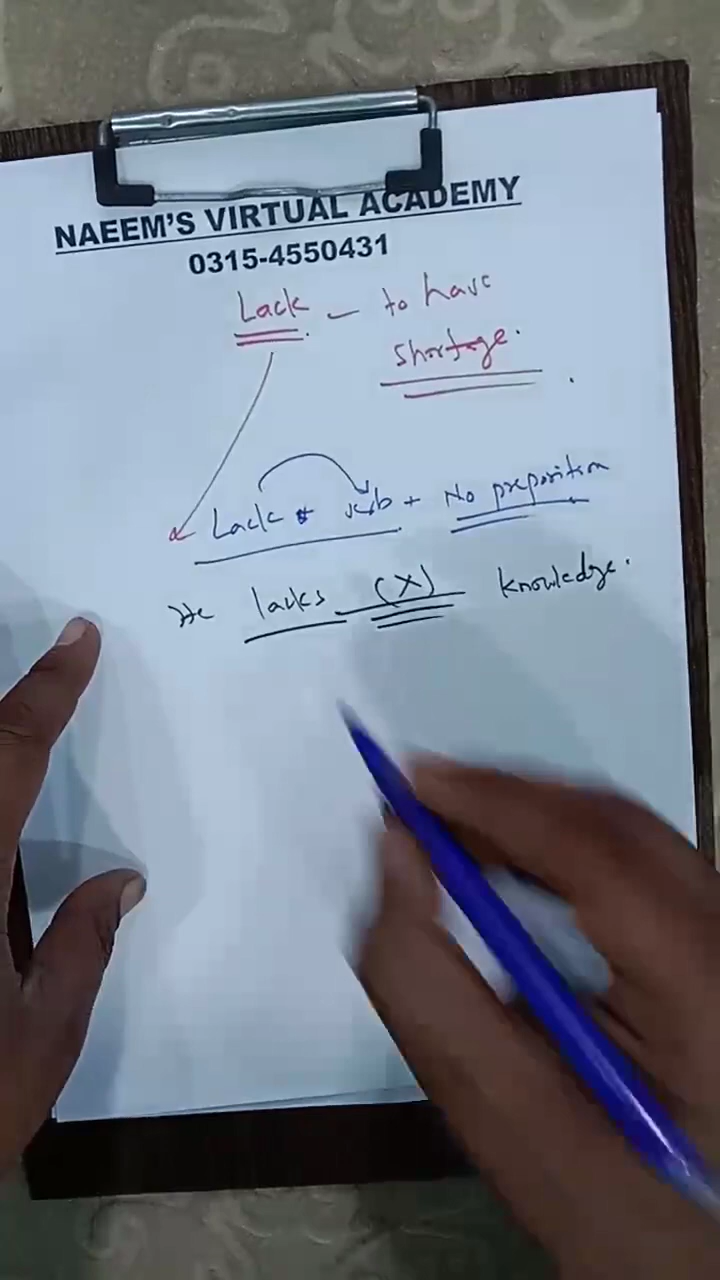 NAEEM'S VIRTUAL ACADEMY
0315-4550431
Lack – to have
shortage.
Lack verb + No preposition
He lacks (X) knowledge.